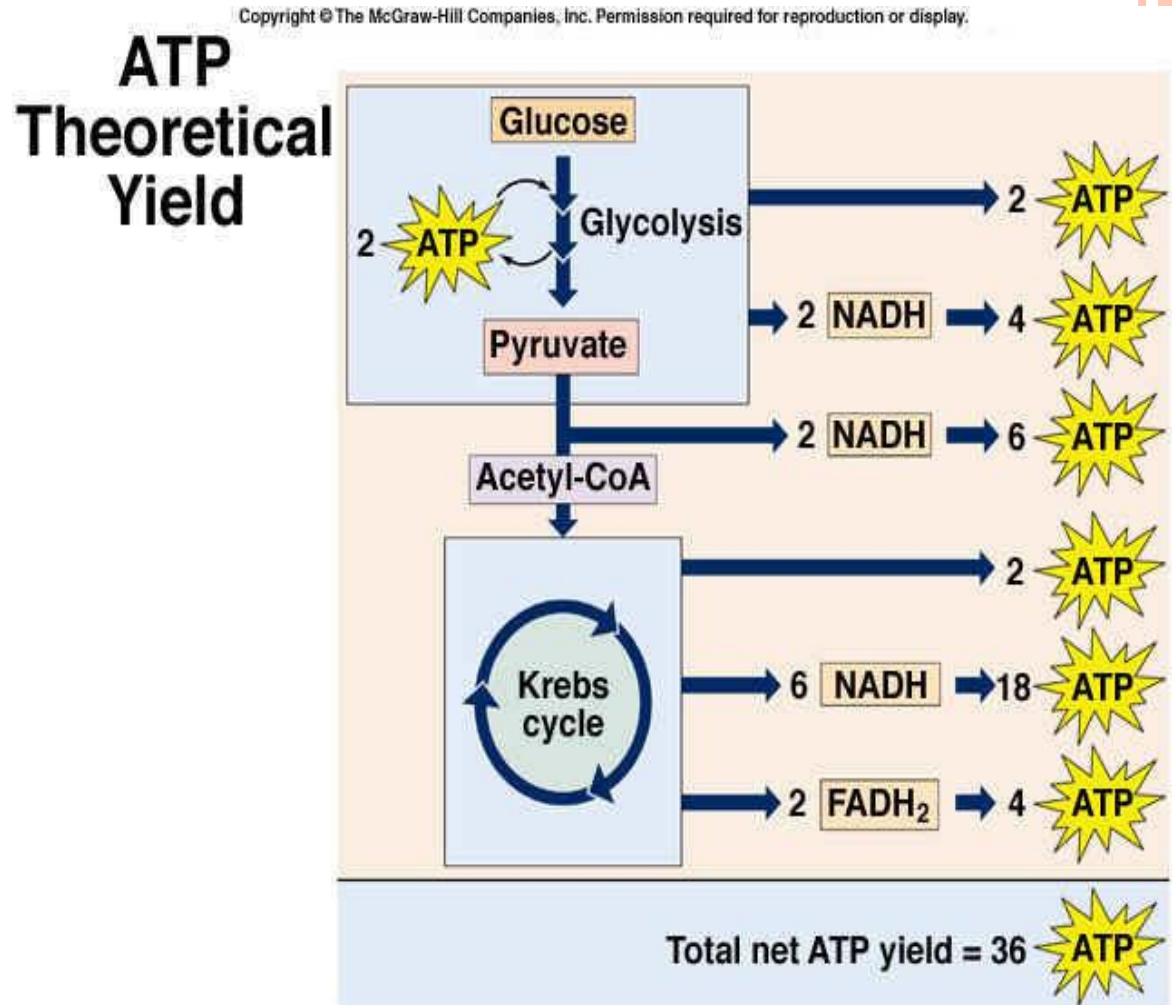 Copyright © The McGraw-Hill Companies, Inc. Permission required for reproduction or display.
ATP
Theoretical
Yield
Glucose
Glycolysis
2 ATP
Pyruvate
2 ATP
2 NADH 4 ATP
2 NADH 6 ATP
Acetyl-CoA
2 ATP
Krebs
cycle
6 NADH 18 ATP
2 FADH₂ 4 ATP
Total net ATP yield = 36 ATP